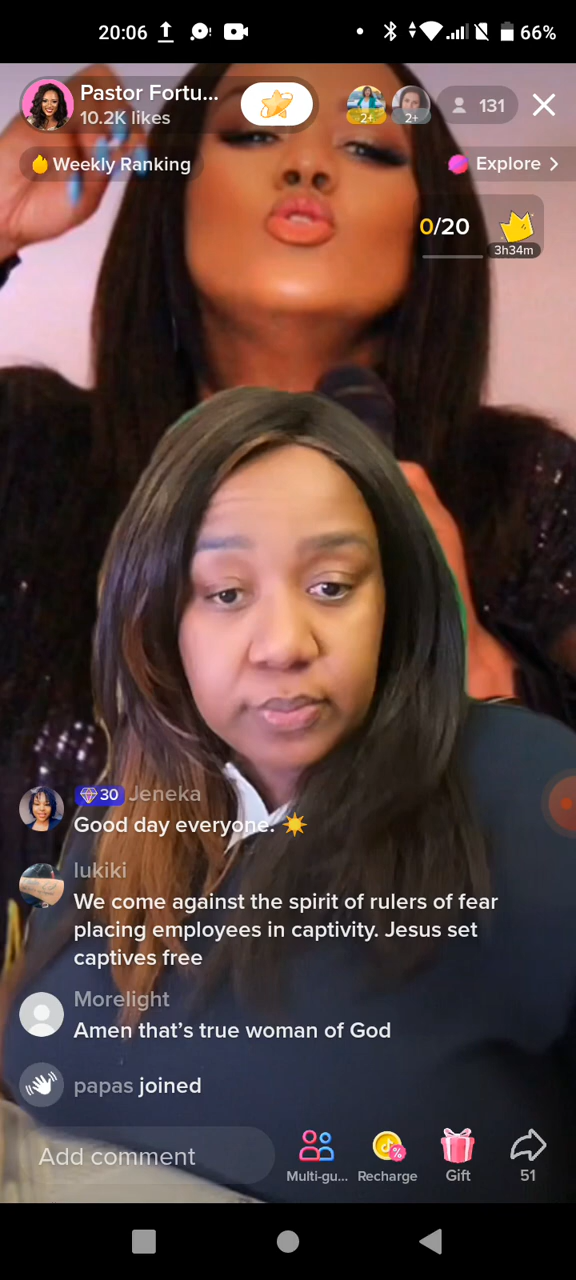 20:06
66%
Pastor Fortu...
10.2K likes
2+
2+
131
Weekly Ranking
Explore
0/20
3h34m
30 Jeneka
Good day everyone. ☀️
lukiki
We come against the spirit of rulers of fear
placing employees in captivity. Jesus set
captives free
Morelight
Amen that’s true woman of God
papas joined
Add comment
Multi-gu...
Recharge
Gift
51